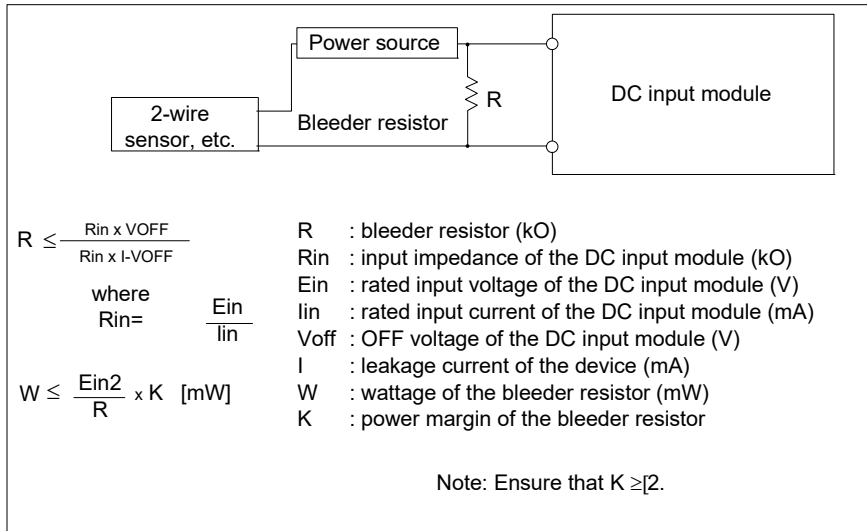 Power source
R
DC input module
2-wire
sensor, etc.
Bleeder resistor
R ≤ Rin x VOFF
Rin x I-VOFF
where
Rin= Ein
Iin
W ≤ Ein2 x K [mW]
R
R : bleeder resistor (kO)
Rin : input impedance of the DC input module (kO)
Ein : rated input voltage of the DC input module (V)
Iin : rated input current of the DC input module (mA)
Voff : OFF voltage of the DC input module (V)
I : leakage current of the device (mA)
W : wattage of the bleeder resistor (mW)
K : power margin of the bleeder resistor
Note: Ensure that K ≥[2.